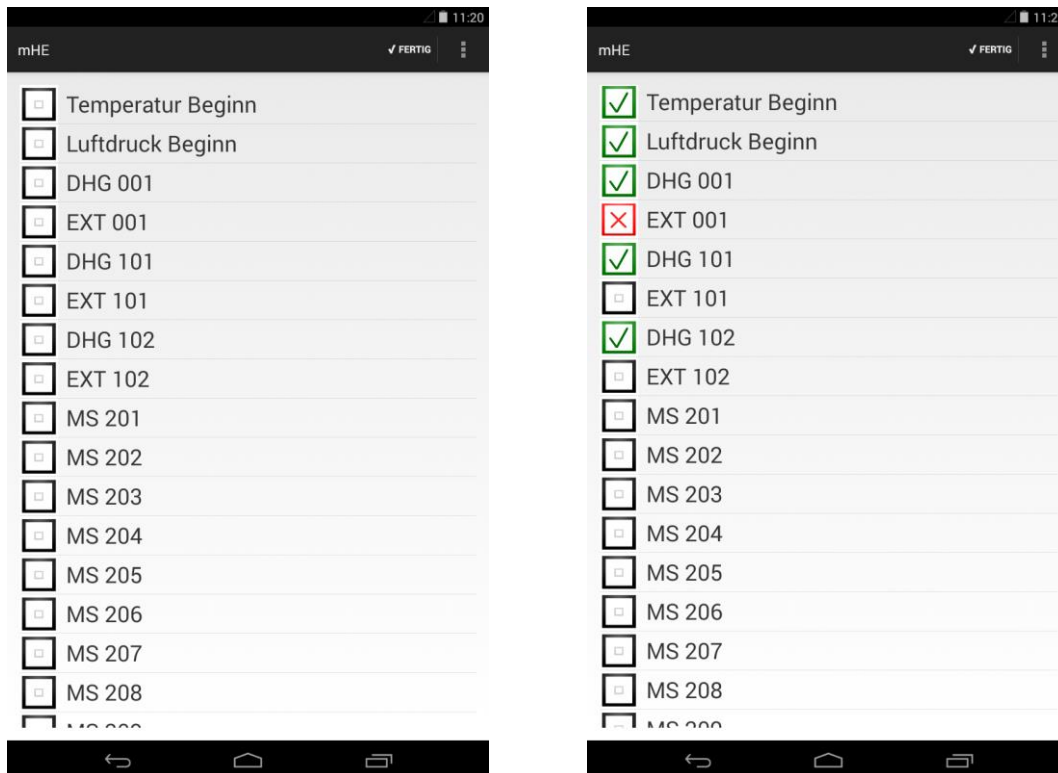 11:20
mHE ✓ FERTIG
Temperatur Beginn
Luftdruck Beginn
DHG 001
EXT 001
DHG 101
EXT 101
DHG 102
EXT 102
MS 201
MS 202
MS 203
MS 204
MS 205
MS 206
MS 207
MS 208
11:2
mHE ✓ FERTIG
Temperatur Beginn
Luftdruck Beginn
DHG 001
EXT 001
DHG 101
EXT 101
DHG 102
EXT 102
MS 201
MS 202
MS 203
MS 204
MS 205
MS 206
MS 207
MS 208